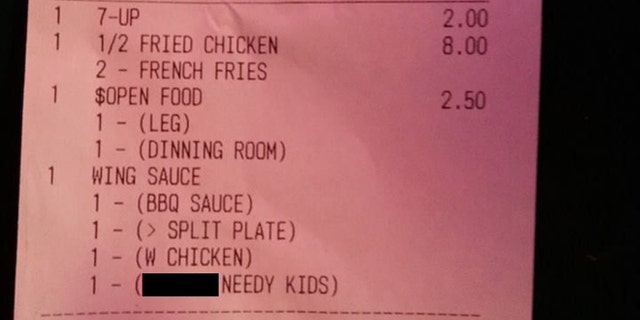 1 7-UP 2.00
1 1/2 FRIED CHICKEN 8.00
2 - FRENCH FRIES
1 $OPEN FOOD 2.50
1 - (LEG)
1 - (DINNING ROOM)
1 WING SAUCE
1 - (BBQ SAUCE)
1 - (> SPLIT PLATE)
1 - (W CHICKEN)
1 - ( NEEDY KIDS)